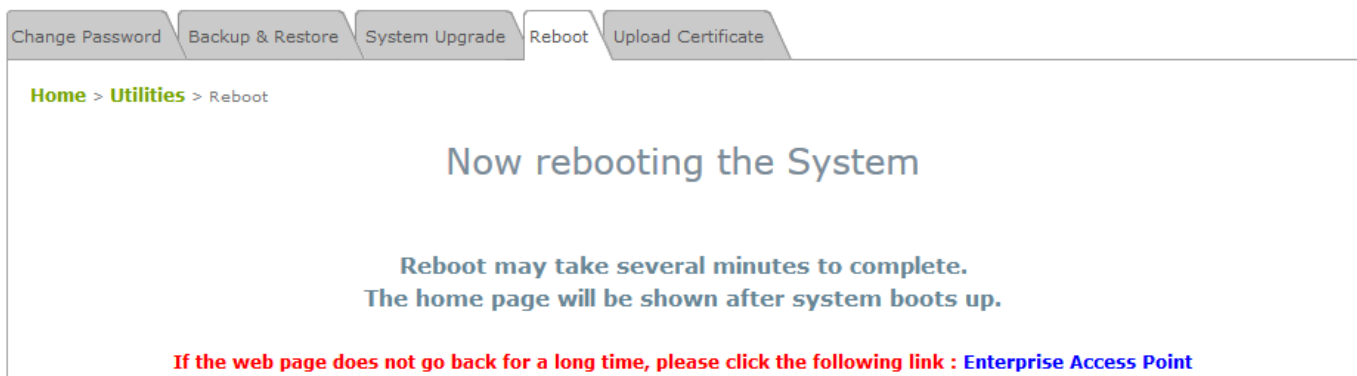 Change Password Backup & Restore System Upgrade Reboot Upload Certificate
Home > Utilities > Reboot
Now rebooting the System
Reboot may take several minutes to complete.
The home page will be shown after system boots up.
If the web page does not go back for a long time, please click the following link : Enterprise Access Point